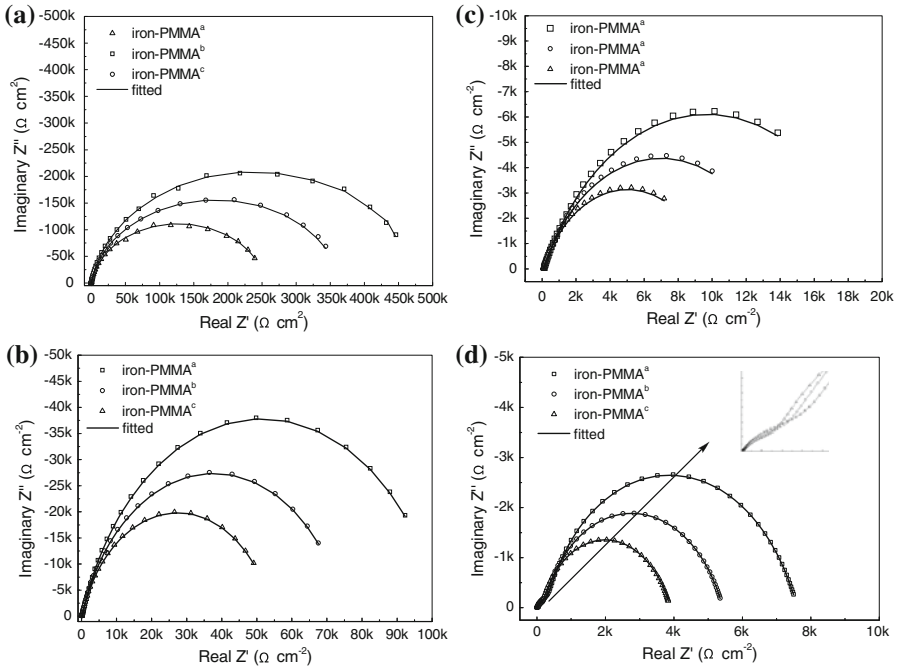 (a)
-500k
-450k
-400k
-350k
-300k
-250k
-200k
-150k
-100k
-50k
0
Imaginary Z'' (Ω cm²)
iron-PMMAᵃ
iron-PMMAᵇ
iron-PMMAᶜ
fitted
0 50k 100k 150k 200k 250k 300k 350k 400k 450k 500k
Real Z' (Ω cm²)
(c)
-10k
-9k
-8k
-7k
-6k
-5k
-4k
-3k
-2k
-1k
0
Imaginary Z'' (Ω cm⁻²)
iron-PMMAᵃ
iron-PMMAᵃ
iron-PMMAᵃ
fitted
0 2k 4k 6k 8k 10k 12k 14k 16k 18k 20k
Real Z' (Ω cm⁻²)
(b)
-50k
-45k
-40k
-35k
-30k
-25k
-20k
-15k
-10k
-5k
0
Imaginary Z'' (Ω cm⁻²)
iron-PMMAᵃ
iron-PMMAᵇ
iron-PMMAᶜ
fitted
0 10k 20k 30k 40k 50k 60k 70k 80k 90k 100k
Real Z' (Ω cm⁻²)
(d)
-5k
-4k
-3k
-2k
-1k
0
Imaginary Z'' (Ω cm⁻²)
iron-PMMAᵃ
iron-PMMAᵇ
iron-PMMAᶜ
fitted
0 2k 4k 6k 8k 10k
Real Z' (Ω cm⁻²)